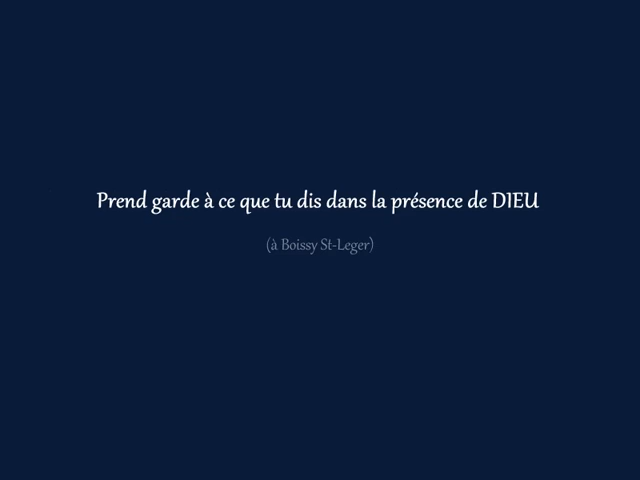 Prend garde à ce que tu dis dans la présence de DIEU
(à Boissy St-Leger)